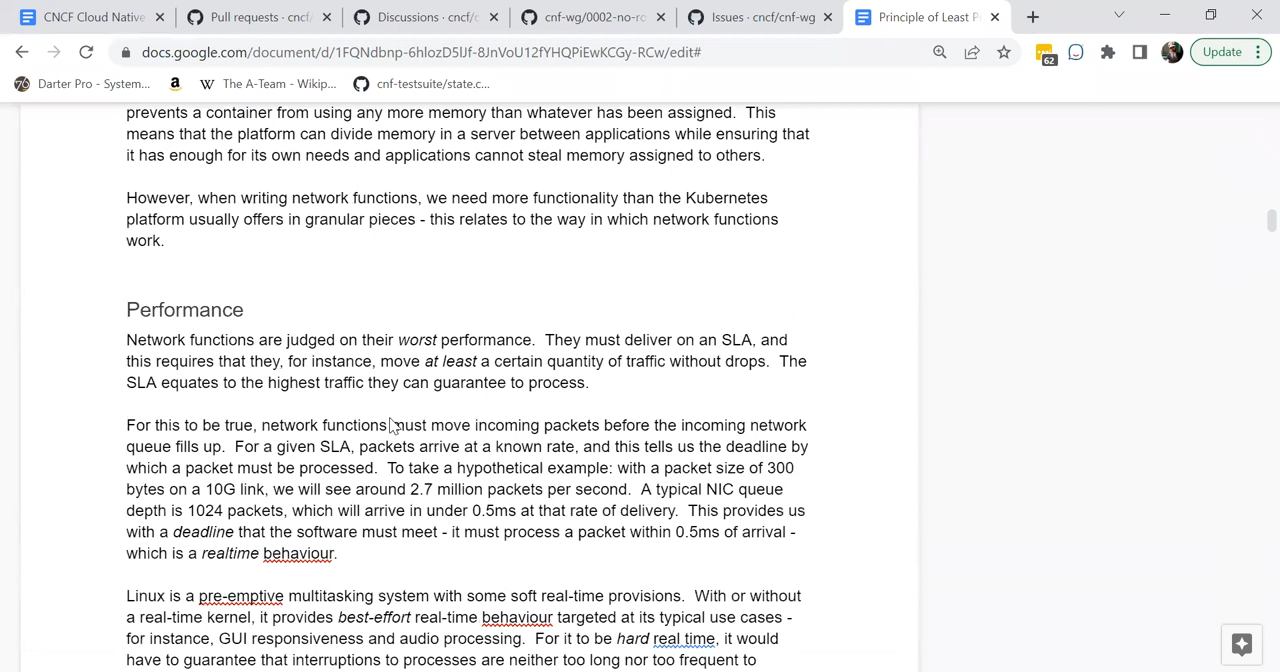 CNCF Cloud Native
Pull requests · cncf/
Discussions · cncf/c
cnf-wg/0002-no-ro
Issues · cncf/cnf-wg
Principle of Least P
docs.google.com/document/d/1FQNdbnp-6hlozD5lJf-8JnVoU12fYHQPiEwKCGy-RCw/edit#
62
Update
Darter Pro - System...
The A-Team - Wikip...
cnf-testsuite/state.c...
prevents a container from using any more memory than whatever has been assigned. This
means that the platform can divide memory in a server between applications while ensuring that
it has enough for its own needs and applications cannot steal memory assigned to others.
However, when writing network functions, we need more functionality than the Kubernetes
platform usually offers in granular pieces - this relates to the way in which network functions
work.
Performance
Network functions are judged on their worst performance. They must deliver on an SLA, and
this requires that they, for instance, move at least a certain quantity of traffic without drops. The
SLA equates to the highest traffic they can guarantee to process.
For this to be true, network functions must move incoming packets before the incoming network
queue fills up. For a given SLA, packets arrive at a known rate, and this tells us the deadline by
which a packet must be processed. To take a hypothetical example: with a packet size of 300
bytes on a 10G link, we will see around 2.7 million packets per second. A typical NIC queue
depth is 1024 packets, which will arrive in under 0.5ms at that rate of delivery. This provides us
with a deadline that the software must meet - it must process a packet within 0.5ms of arrival -
which is a realtime behaviour.
Linux is a pre-emptive multitasking system with some soft real-time provisions. With or without
a real-time kernel, it provides best-effort real-time behaviour targeted at its typical use cases -
for instance, GUI responsiveness and audio processing. For it to be hard real time, it would
have to guarantee that interruptions to processes are neither too long nor too frequent to